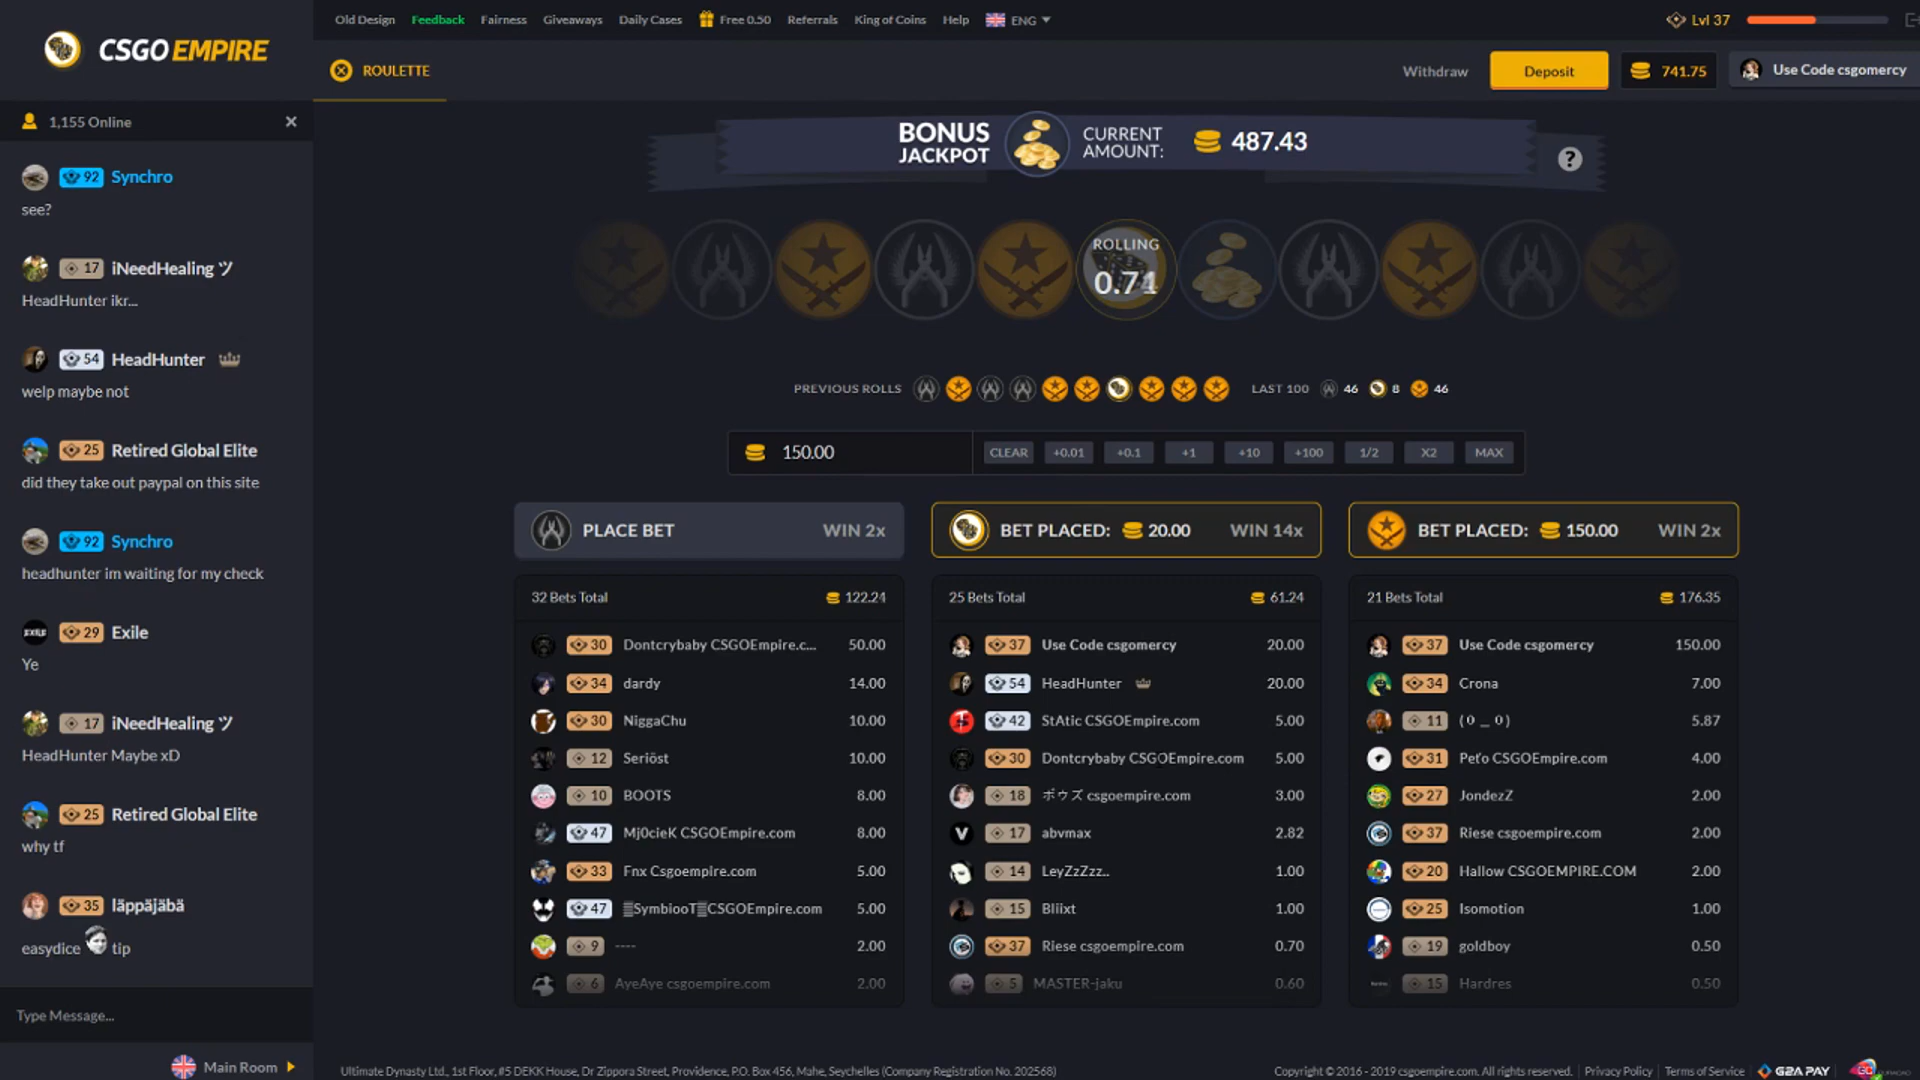 CSGOEMPIRE
Old Design Feedback Fairness Giveaways Daily Cases Free 0.50 Referrals King of Coins Help ENG
Lvl 37
ROULETTE
Withdraw Deposit 741.75 Use Code csgomercy
1,155 Online
92 Synchro
see?
17 iNeedHealing ツ
HeadHunter ikr...
54 HeadHunter
welp maybe not
25 Retired Global Elite
did they take out paypal on this site
92 Synchro
headhunter im waiting for my check
29 Exile
Ye
17 iNeedHealing ツ
HeadHunter Maybe xD
25 Retired Global Elite
why tf
35 läppäjäbä
easydice tip
Type Message...
Main Room
BONUS JACKPOT
CURRENT AMOUNT: 487.43
?
ROLLING
0.71
PREVIOUS ROLLS LAST 100 46 8 46
150.00 CLEAR +0.01 +0.1 +1 +10 +100 1/2 X2 MAX
PLACE BET WIN 2x
32 Bets Total 122.24
30 Dontcrybaby CSGOEmpire.c... 50.00
34 dardy 14.00
30 NiggaChu 10.00
12 Seriöst 10.00
10 BOOTS 8.00
47 Mj0cieK CSGOEmpire.com 8.00
33 Fnx Csgoempire.com 5.00
47 ▒SymbiooT▒CSGOEmpire.com 5.00
9 ---- 2.00
6 AyeAye csgoempire.com 2.00
BET PLACED: 20.00 WIN 14x
25 Bets Total 61.24
37 Use Code csgomercy 20.00
54 HeadHunter 20.00
42 StAtic CSGOEmpire.com 5.00
30 Dontcrybaby CSGOEmpire.com 5.00
18 ボウズ csgoempire.com 3.00
17 abvmax 2.82
14 LeyZzZzz.. 1.00
15 Bliixt 1.00
37 Riese csgoempire.com 0.70
5 MASTER-jaku 0.60
BET PLACED: 150.00 WIN 2x
21 Bets Total 176.35
37 Use Code csgomercy 150.00
34 Crona 7.00
11 (0 _ 0) 5.87
31 Peťo CSGOEmpire.com 4.00
27 JondezZ 2.00
37 Riese csgoempire.com 2.00
20 Hallow CSGOEMPIRE.COM 2.00
25 Isomotion 1.00
19 goldboy 0.50
15 Hardres 0.50
Ultimate Dynasty Ltd., 1st Floor, #5 DEKK House, Dr Zippora Street, Providence, P.O. Box 456, Mahe, Seychelles (Company Registration No. 202568)
Copyright © 2016 - 2019 csgoempire.com. All rights reserved. Privacy Policy Terms of Service G2A PAY